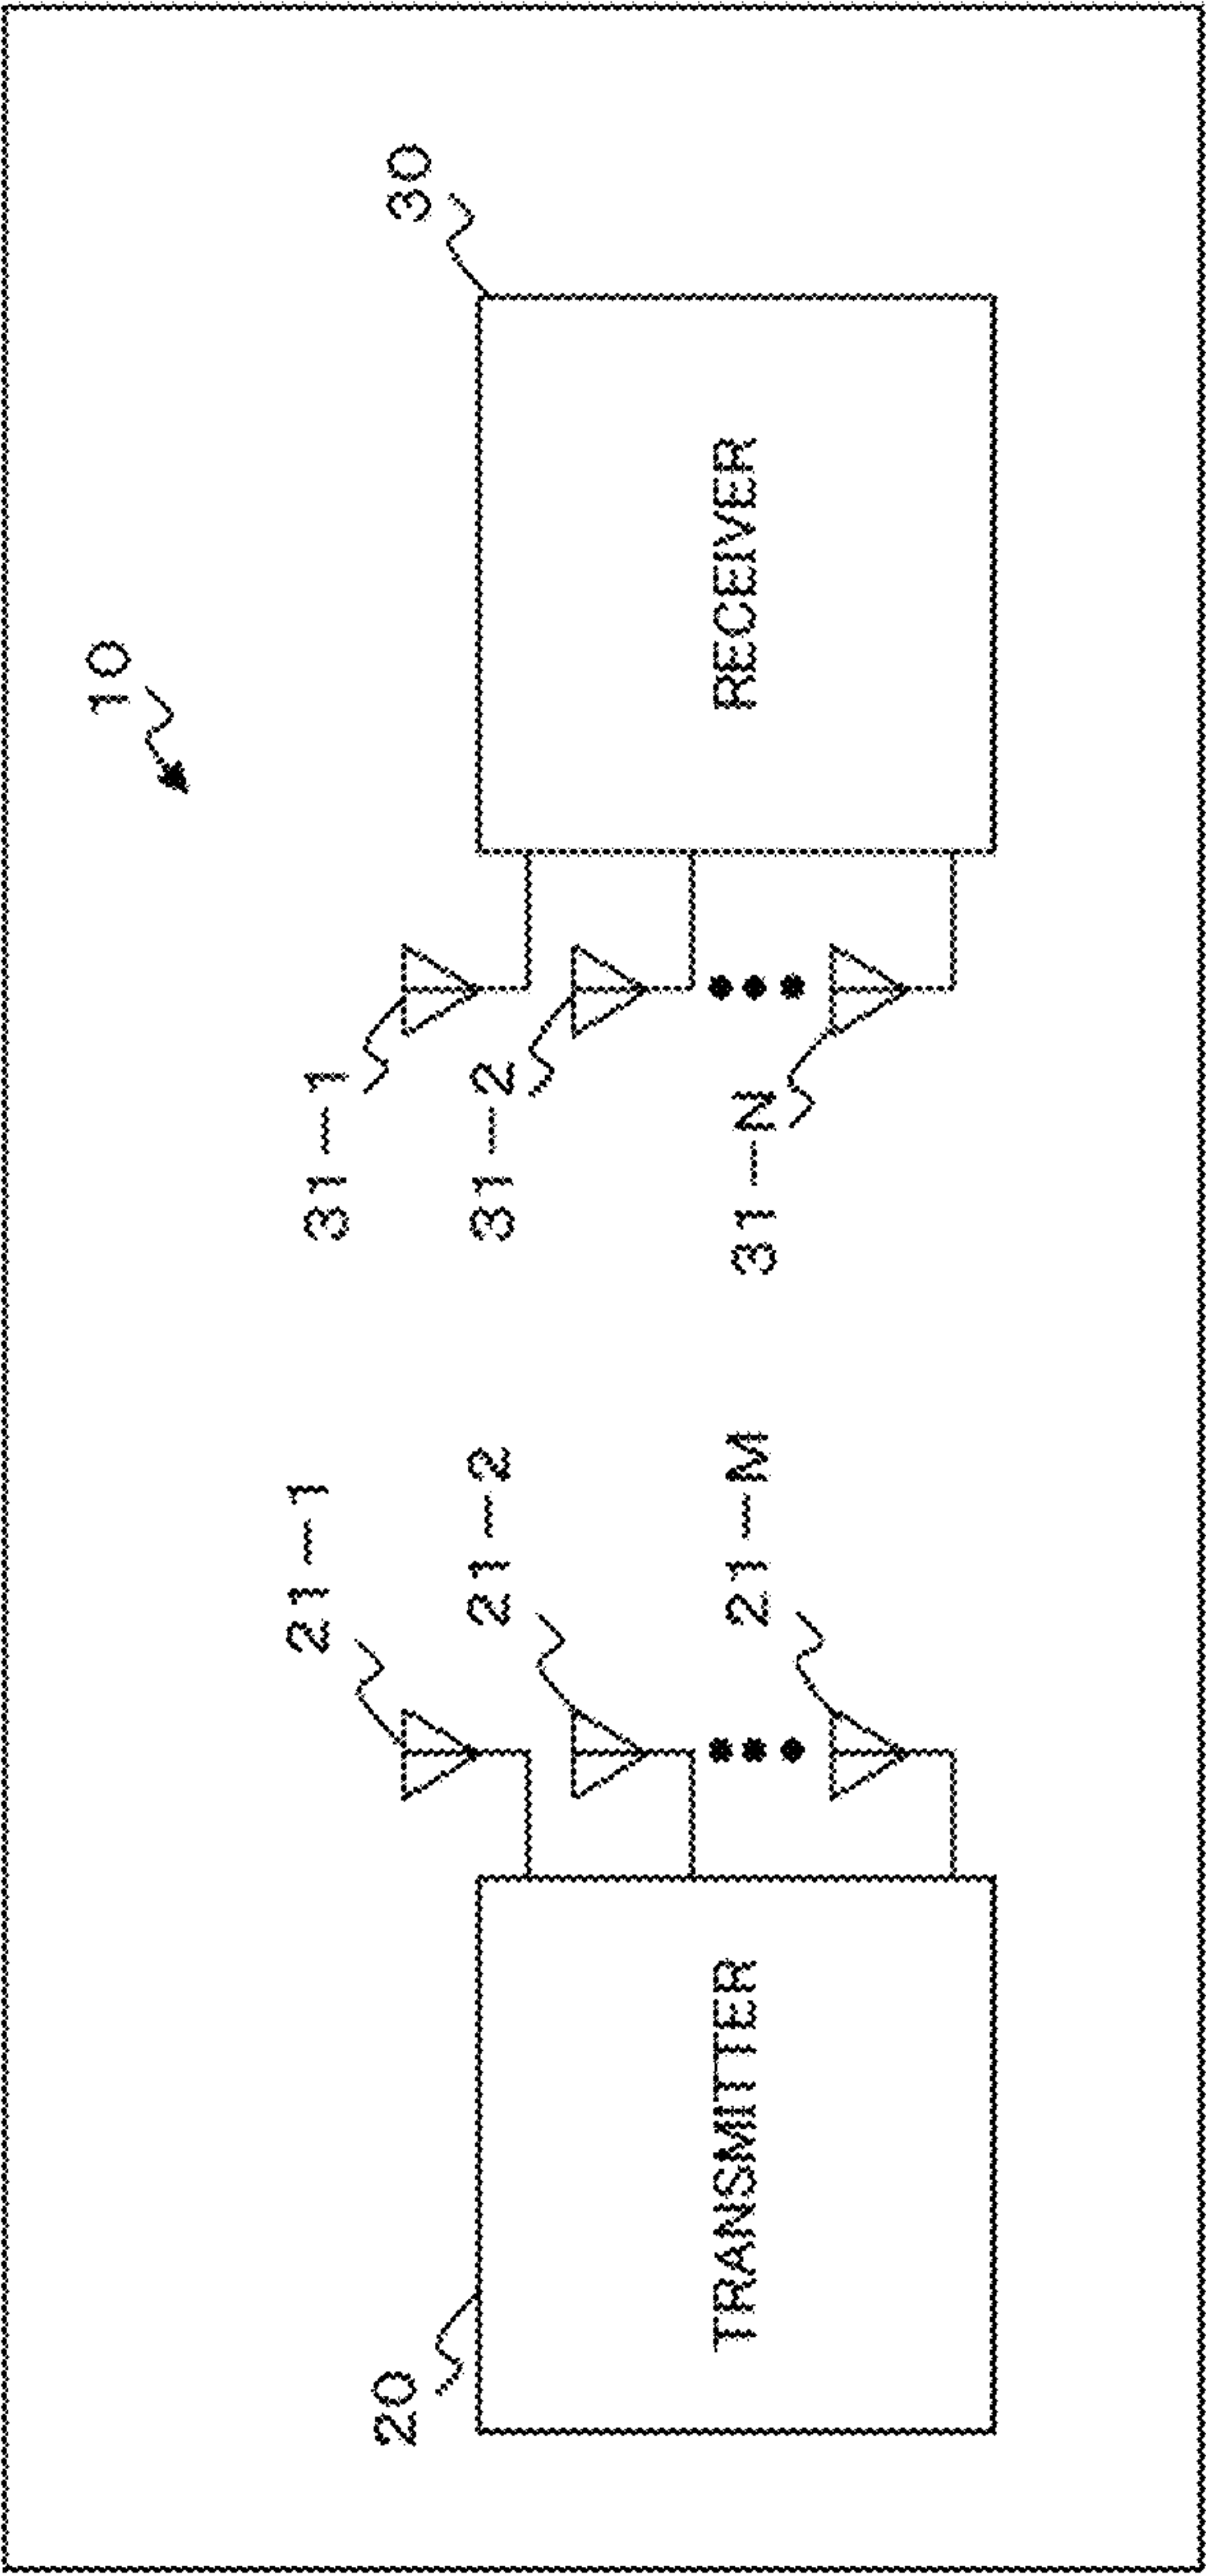 10
20
TRANSMITTER
21—1
21—2
21—M
31—1
31—2
31—N
30
RECEIVER